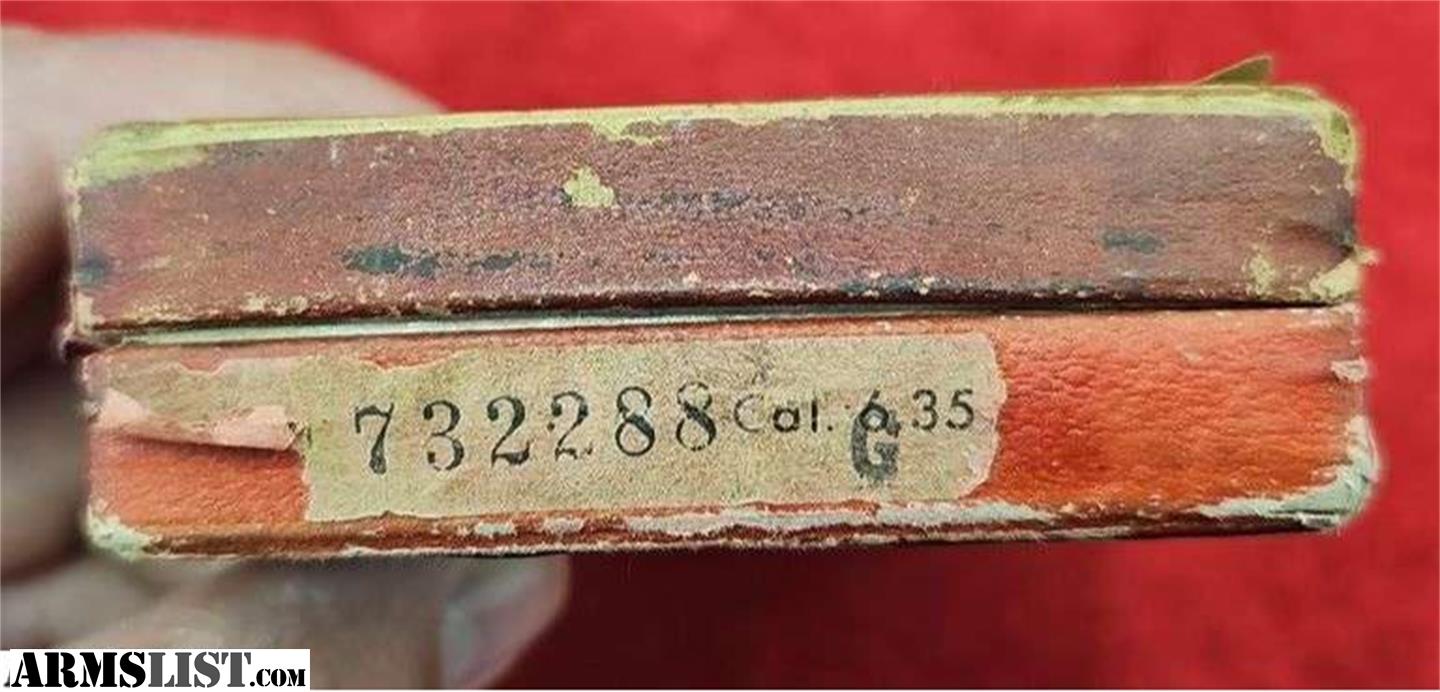 732288 Cal. 6.35
G
ARMSLIST.COM